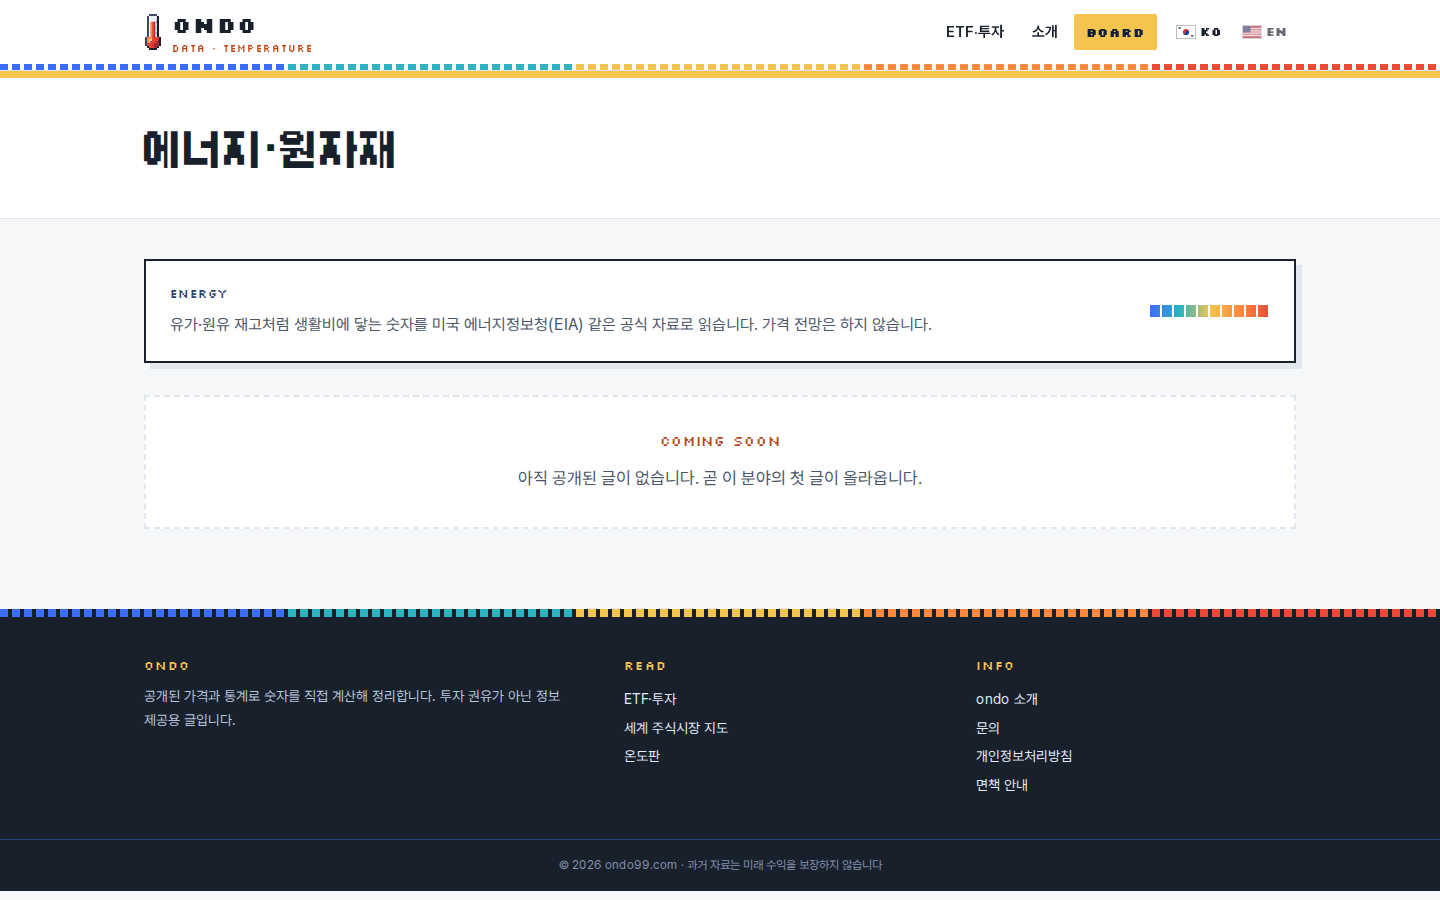 ONDO
DATA · TEMPERATURE
ETF·투자
소개
BOARD
KO
EN
에너지·원자재
ENERGY
유가·원유 재고처럼 생활비에 닿는 숫자를 미국 에너지정보청(EIA) 같은 공식 자료로 읽습니다. 가격 전망은 하지 않습니다.
COMING SOON
아직 공개된 글이 없습니다. 곧 이 분야의 첫 글이 올라옵니다.
ONDO
공개된 가격과 통계로 숫자를 직접 계산해 정리합니다. 투자 권유가 아닌 정보
제공용 글입니다.
READ
ETF·투자
세계 주식시장 지도
온도판
INFO
ondo 소개
문의
개인정보처리방침
면책 안내
© 2026 ondo99.com · 과거 자료는 미래 수익을 보장하지 않습니다